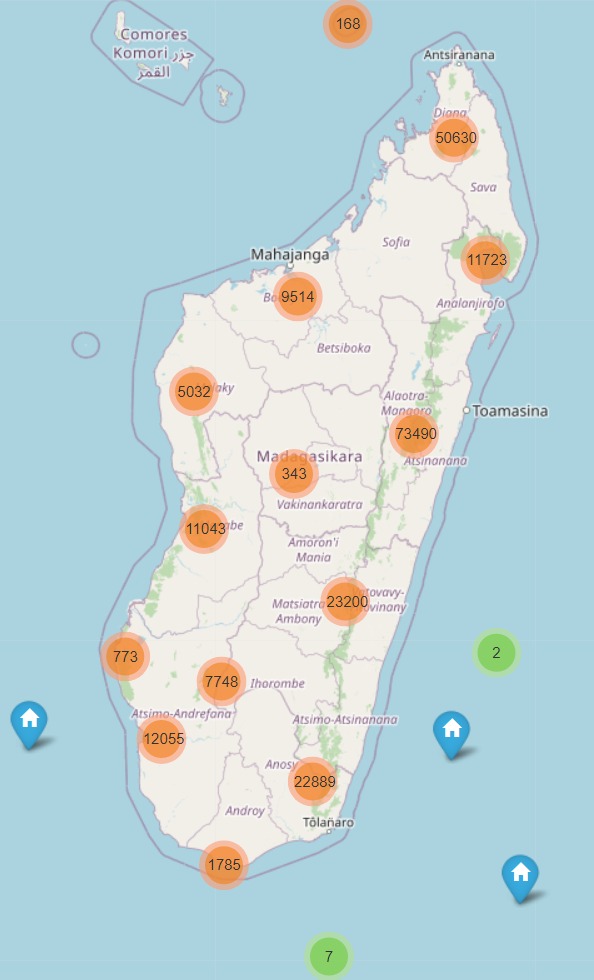 168
Comores
Komori جزر
القمر
Antsiranana
Diana
50630
Sava
Sofia
Mahajanga
11723
Bo
9514
Analanjirofo
Betsiboka
5032
aky
Alaotra-
Mangoro
Toamasina
73490
Madagasikara
Atsinanana
343
Vakinankaratra
11043
abe
Amoron'i
Mania
23200
tovavy-
vinany
Matsiatra
Ambony
2
773
7748
Ihorombe
Atsimo-Andrefana
Atsimo-Atsinanana
12055
Anosy
22889
Androy
Tôlanaro
1785
7